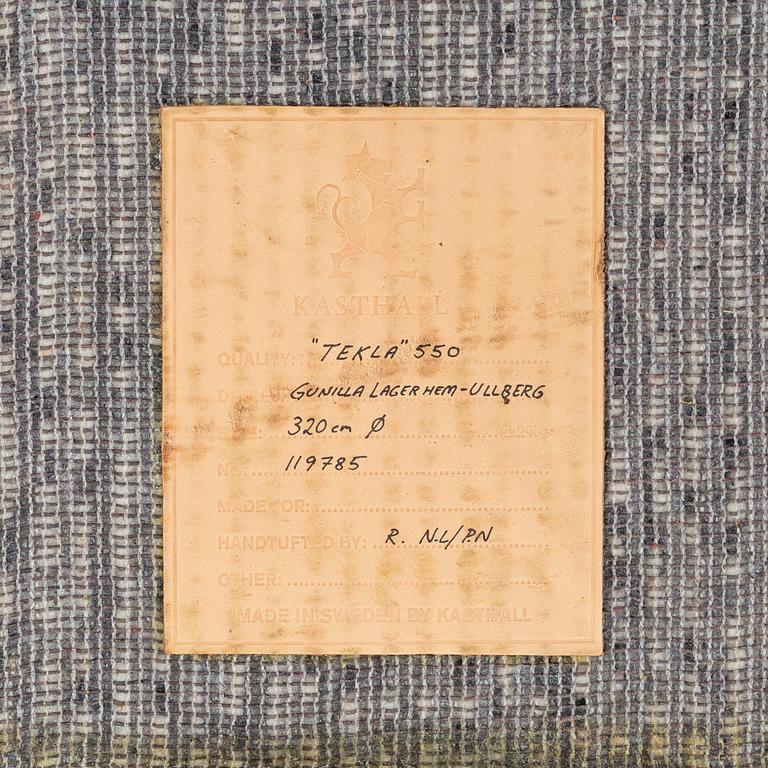 KASTHALL
QUALITY: "TEKLA" 550
GUNILLA LAGERHEM-ULLBERG
320 cm Ø
119785
MADE FOR:
HANDTUFTED BY: R. N.L/P.N
OTHER:
MADE IN SWEDEN BY KASTHALL